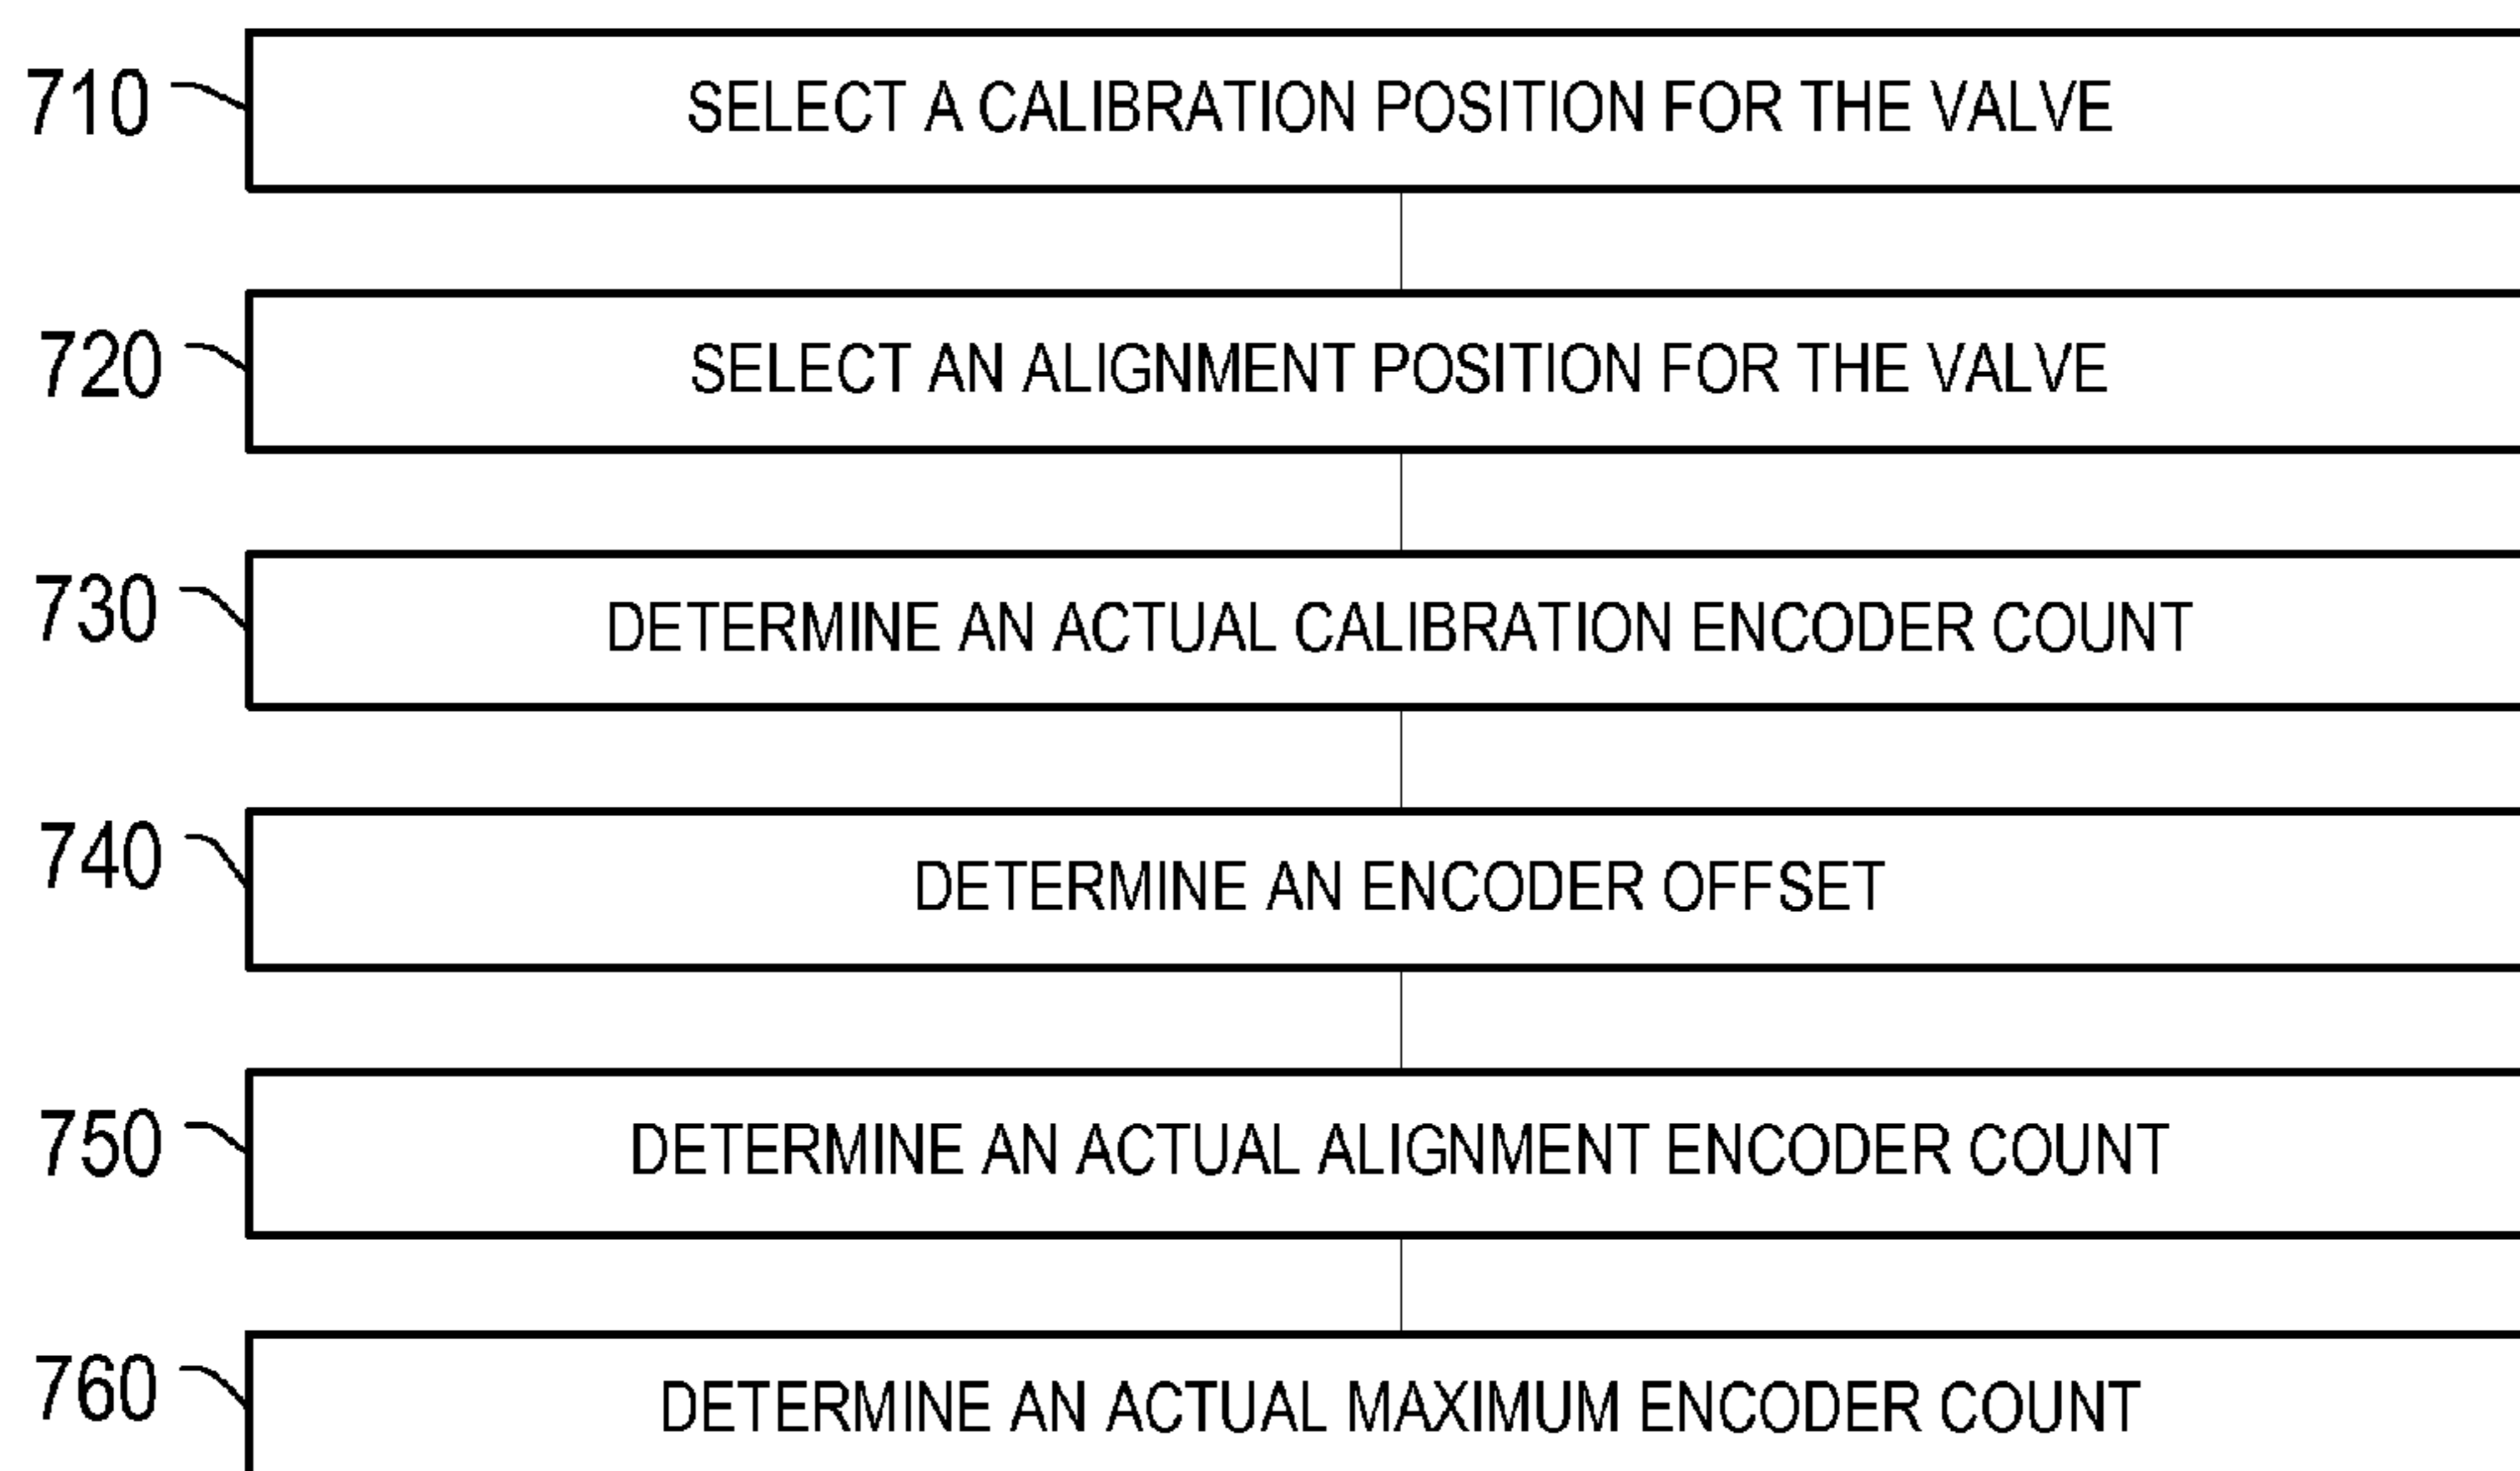 710 SELECT A CALIBRATION POSITION FOR THE VALVE
720 SELECT AN ALIGNMENT POSITION FOR THE VALVE
730 DETERMINE AN ACTUAL CALIBRATION ENCODER COUNT
740 DETERMINE AN ENCODER OFFSET
750 DETERMINE AN ACTUAL ALIGNMENT ENCODER COUNT
760 DETERMINE AN ACTUAL MAXIMUM ENCODER COUNT